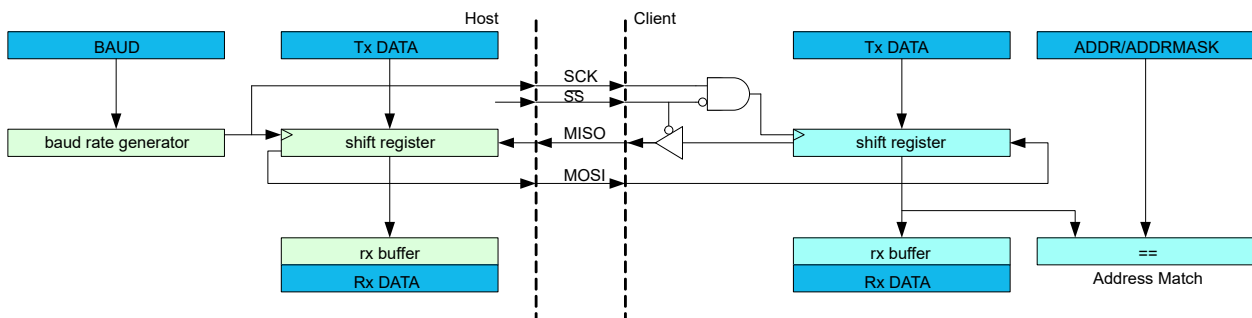 Host
Client
BAUD
Tx DATA
Tx DATA
ADDR/ADDRMASK
SCK
SS
baud rate generator
shift register
MISO
shift register
MOSI
rx buffer
rx buffer
==
Rx DATA
Rx DATA
Address Match